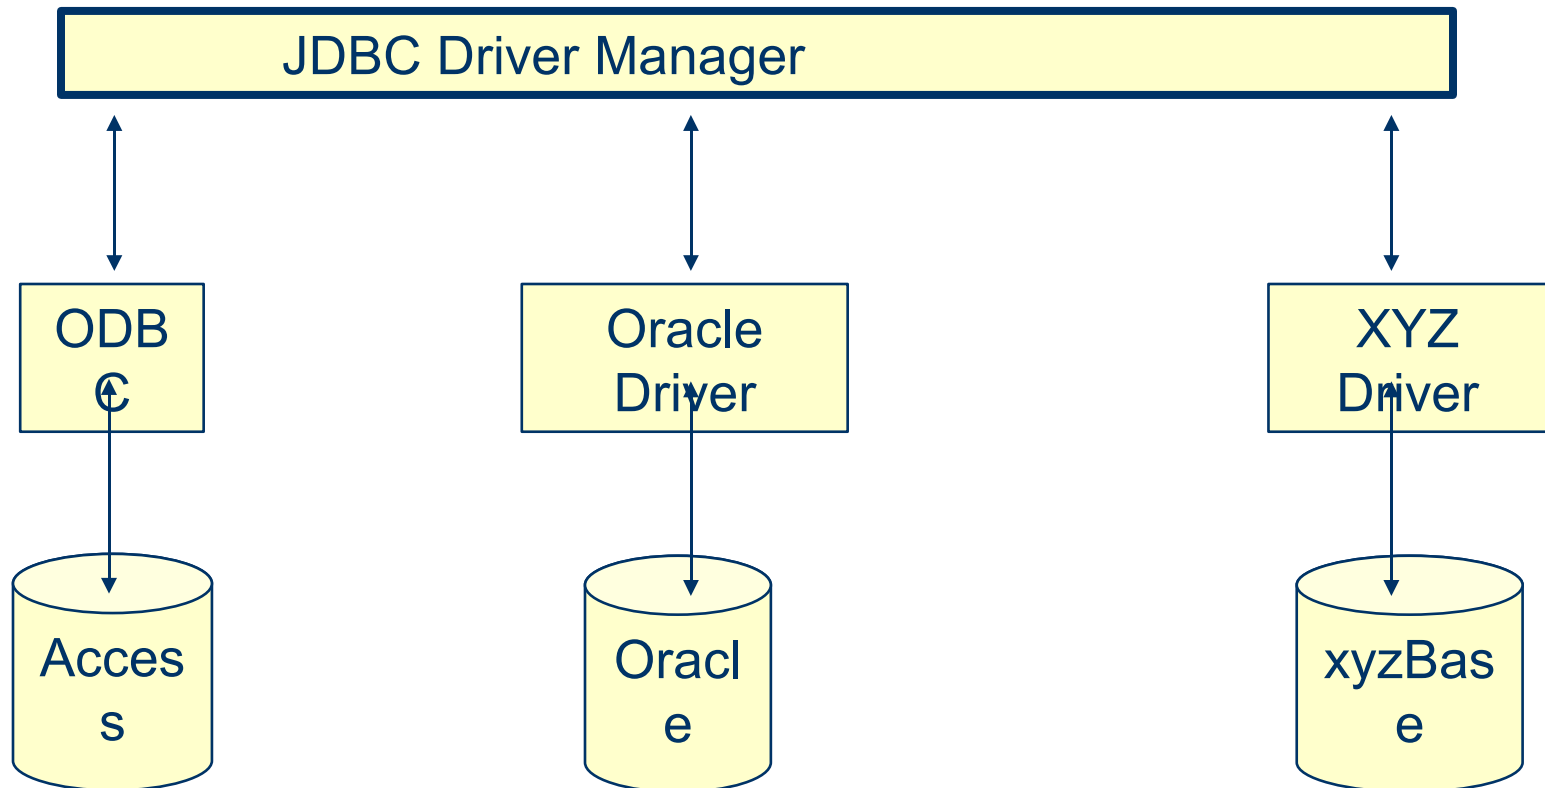 JDBC Driver Manager
ODB
C
Oracle
Driver
XYZ
Driver
Acces
s
Oracl
e
xyzBas
e